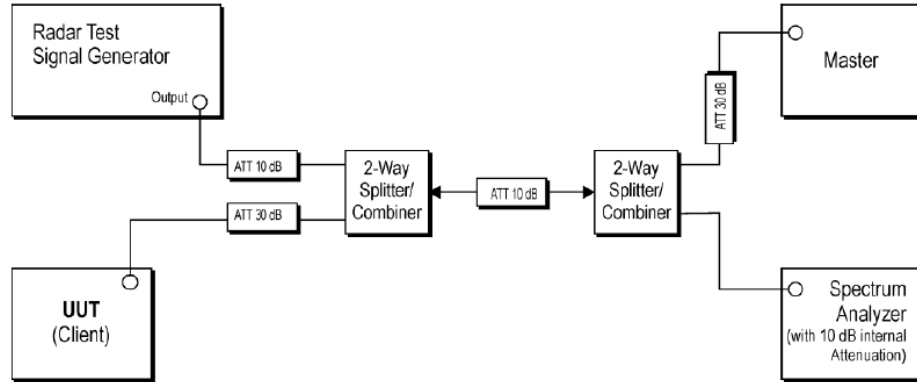 Radar Test
Signal Generator
Output
ATT 10 dB
2-Way
Splitter/
Combiner
ATT 30 dB
UUT
(Client)
ATT 10 dB
2-Way
Splitter/
Combiner
ATT 30 dB
Master
Spectrum
Analyzer
(with 10 dB internal
Attenuation)